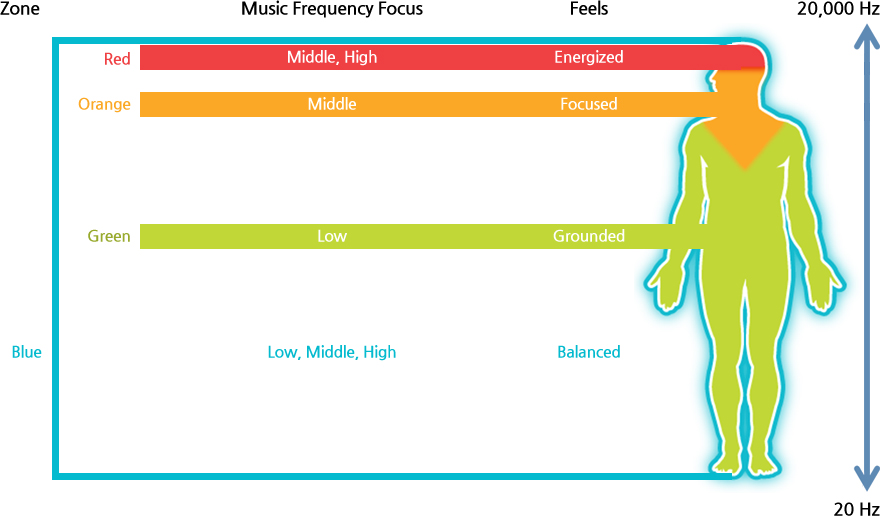 Zone Music Frequency Focus Feels 20,000 Hz
Red Middle, High Energized
Orange Middle Focused
Green Low Grounded
Blue Low, Middle, High Balanced
20 Hz